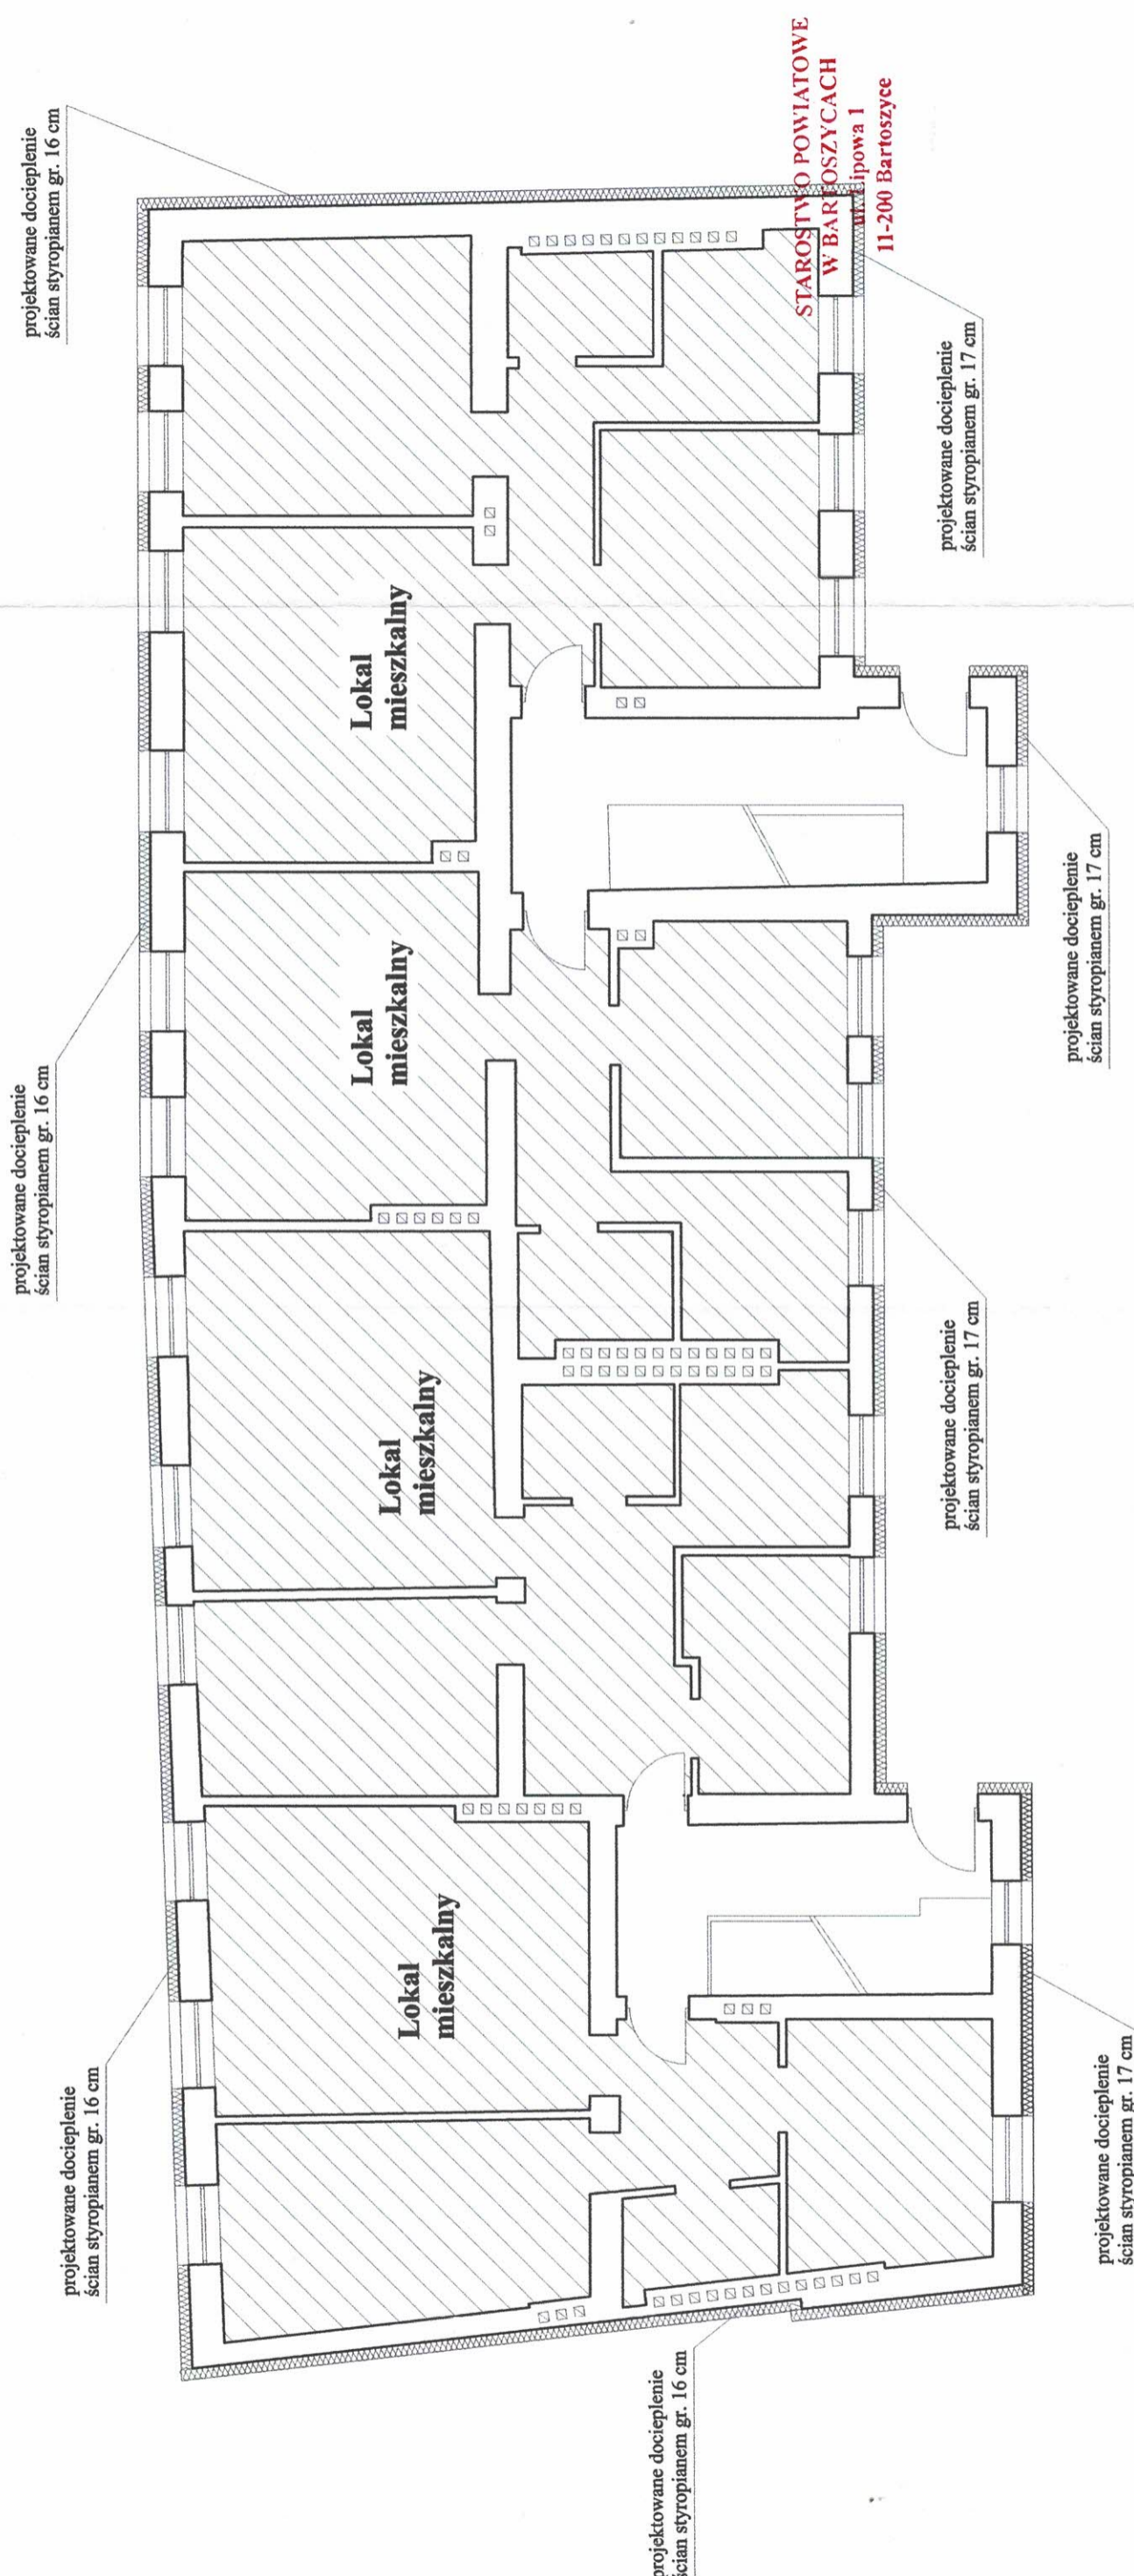 projektowane docieplenie
ścian styropianem gr. 16 cm
STAROSTWO POWIATOWE
W BARTOSZYCACH
ul. Lipowa 1
11-200 Bartoszyce
projektowane docieplenie
ścian styropianem gr. 17 cm
Lokal
mieszkalny
projektowane docieplenie
ścian styropianem gr. 17 cm
Lokal
mieszkalny
projektowane docieplenie
ścian styropianem gr. 16 cm
projektowane docieplenie
ścian styropianem gr. 17 cm
Lokal
mieszkalny
Lokal
mieszkalny
projektowane docieplenie
ścian styropianem gr. 16 cm
projektowane docieplenie
ścian styropianem gr. 17 cm
projektowane docieplenie
ścian styropianem gr. 16 cm